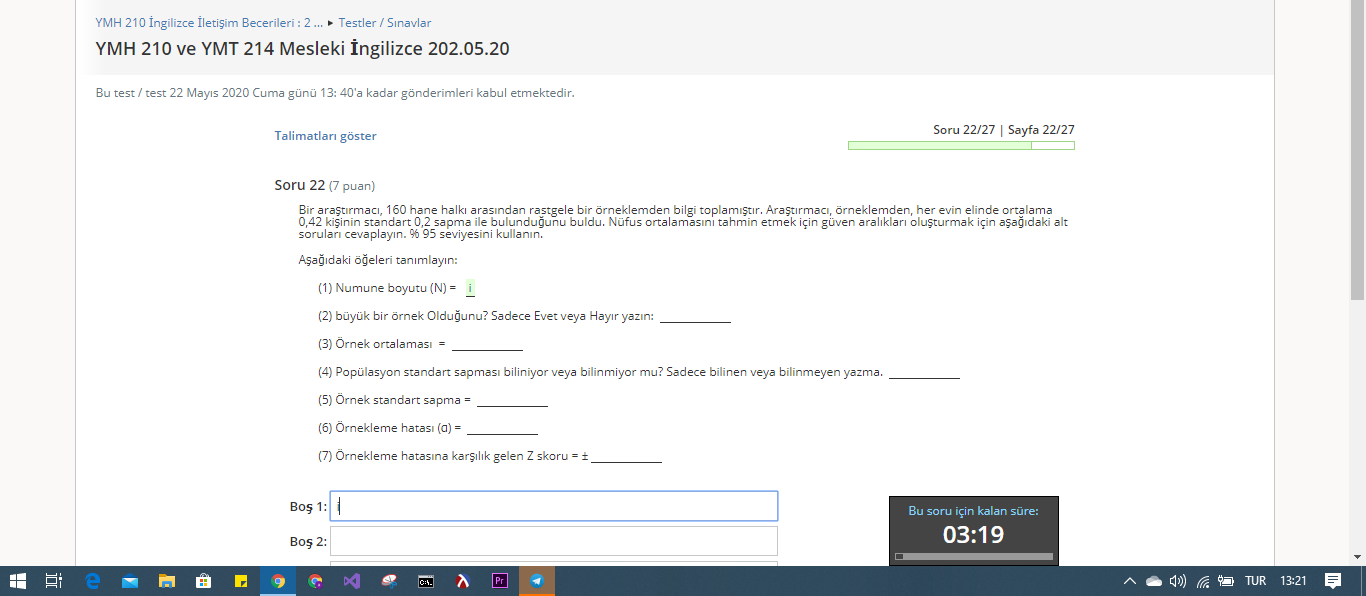 YMH 210 İngilizce İletişim Becerileri : 2 ... ▸ Testler / Sınavlar
YMH 210 ve YMT 214 Mesleki İngilizce 202.05.20
Bu test / test 22 Mayıs 2020 Cuma günü 13: 40'a kadar gönderimleri kabul etmektedir.
Talimatları göster
Soru 22/27 | Sayfa 22/27
Soru 22 (7 puan)
Bir araştırmacı, 160 hane halkı arasından rastgele bir örneklemden bilgi toplamıştır. Araştırmacı, örneklemden, her evin elinde ortalama
0,42 kişinin standart 0,2 sapma ile bulunduğunu buldu. Nüfus ortalamasını tahmin etmek için güven aralıkları oluşturmak için aşağıdaki alt
soruları cevaplayın. % 95 seviyesini kullanın.
Aşağıdaki öğeleri tanımlayın:
(1) Numune boyutu (N) = i
(2) büyük bir örnek Olduğunu? Sadece Evet veya Hayır yazın: ___________
(3) Örnek ortalaması = ___________
(4) Popülasyon standart sapması biliniyor veya bilinmiyor mu? Sadece bilinen veya bilinmeyen yazma. ___________
(5) Örnek standart sapma = ___________
(6) Örnekleme hatası (α) = ___________
(7) Örnekleme hatasına karşılık gelen Z skoru = ± ___________
Boş 1: i
Boş 2:
Bu soru için kalan süre:
03:19
C:\.
Pr
TUR
13:21